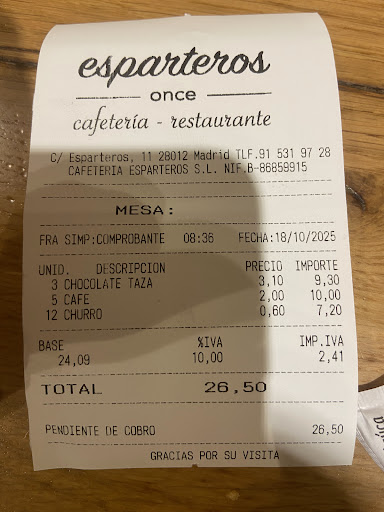 esparteros
once
cafetería - restaurante
C/ Esparteros, 11 28012 Madrid TLF.91 531 97 28
CAFETERIA ESPARTEROS S.L. NIF.B-86859915
MESA:
FRA SIMP:COMPROBANTE 08:36 FECHA:18/10/2025
UNID. DESCRIPCION PRECIO IMPORTE
3 CHOCOLATE TAZA 3,10 9,30
5 CAFE 2,00 10,00
12 CHURRO 0,60 7,20
BASE %IVA IMP.IVA
24,09 10,00 2,41
TOTAL 26,50
PENDIENTE DE COBRO 26,50
GRACIAS POR SU VISITA